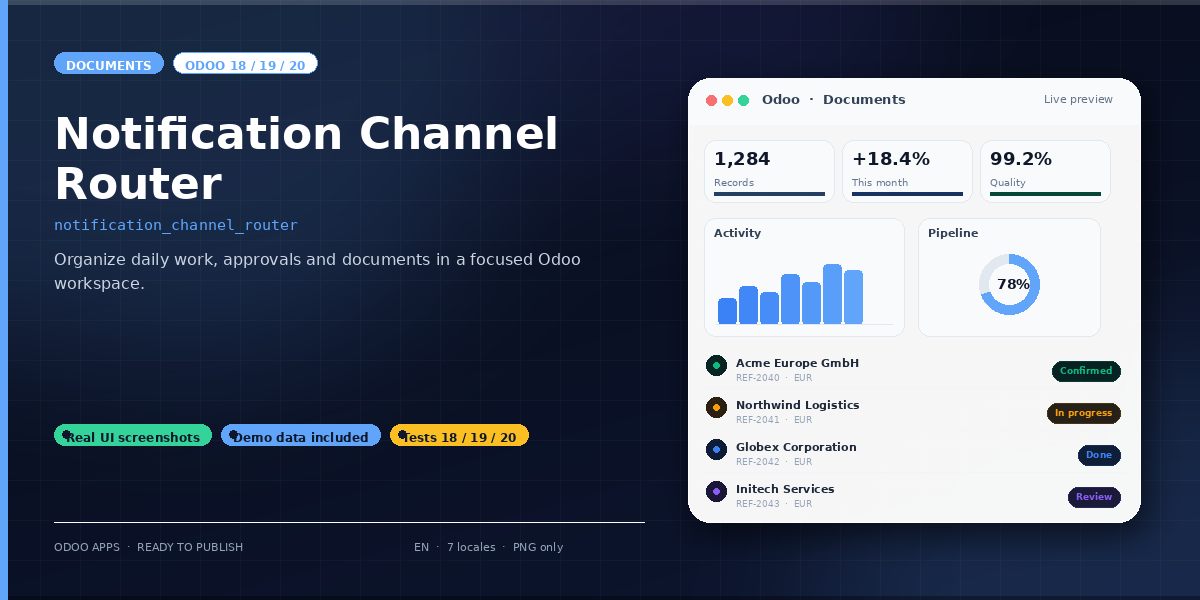 DOCUMENTS
ODOO 18 / 19 / 20
Notification Channel
Router
notification_channel_router
Organize daily work, approvals and documents in a focused Odoo
workspace.
Real UI screenshots
Demo data included
Tests 18 / 19 / 20
ODOO APPS · READY TO PUBLISH
EN · 7 locales · PNG only
Odoo · Documents
Live preview
1,284
Records
+18.4%
This month
99.2%
Quality
Activity
Pipeline
78%
Acme Europe GmbH
REF-2040 · EUR
Confirmed
Northwind Logistics
REF-2041 · EUR
In progress
Globex Corporation
REF-2042 · EUR
Done
Initech Services
REF-2043 · EUR
Review